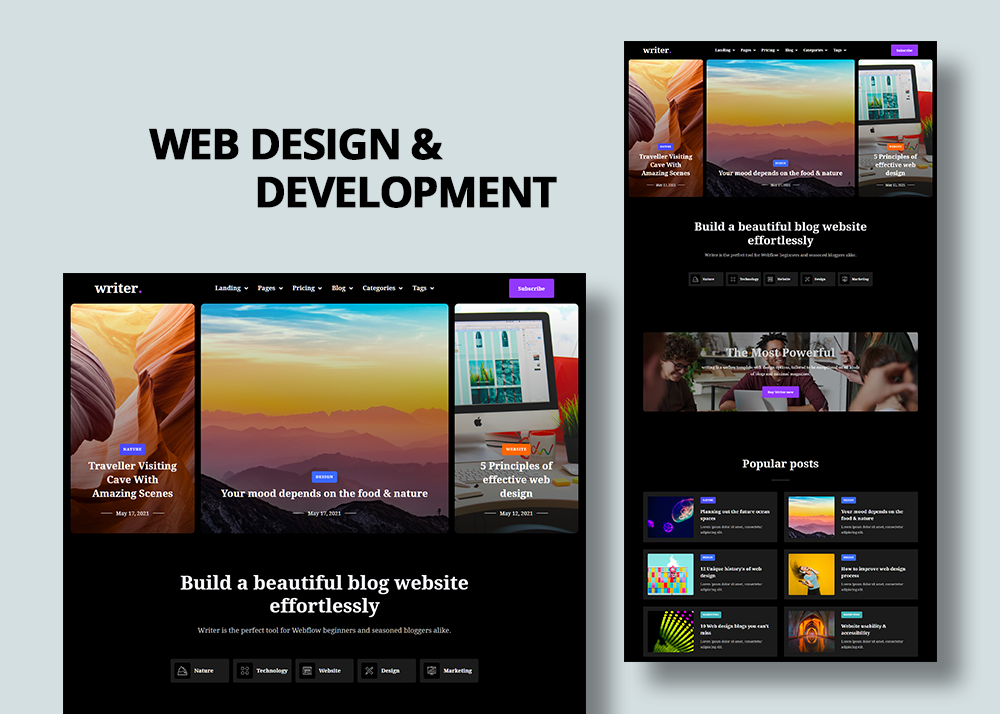 WEB DESIGN &
DEVELOPMENT
writer.
Landing Pages Pricing Blog Categories Tags
Subscribe
NATURE
Traveller Visiting
Cave With
Amazing Scenes
May 17, 2021
DESIGN
Your mood depends on the food & nature
May 17, 2021
WEBSITE
5 Principles of
effective web
design
May 12, 2021
Build a beautiful blog website
effortlessly
Writer is the perfect tool for Webflow beginners and seasoned bloggers alike.
Nature Technology Website Design Marketing
writer.
Landing Pages Pricing Blog Categories Tags
Subscribe
NATURE
Traveller Visiting
Cave With
Amazing Scenes
May 17, 2021
DESIGN
Your mood depends on the food & nature
May 17, 2021
WEBSITE
5 Principles of
effective web
design
May 12, 2021
Build a beautiful blog website
effortlessly
Writer is the perfect tool for Webflow beginners and seasoned bloggers alike.
Nature Technology Website Design Marketing
The Most Powerful
Buy Writer now
Popular posts
Planning out the future ocean
spaces
Lorem ipsum dolor sit amet, consectetur
adipiscing elit.
Your mood depends on the
food & nature
Lorem ipsum dolor sit amet, consectetur
adipiscing elit.
12 Unique history's of web
design
Lorem ipsum dolor sit amet, consectetur
adipiscing elit.
How to improve web design
process
Lorem ipsum dolor sit amet, consectetur
adipiscing elit.
19 Web design blogs you can't
miss
Lorem ipsum dolor sit amet, consectetur
adipiscing elit.
Website usability &
accessibility
Lorem ipsum dolor sit amet, consectetur
adipiscing elit.